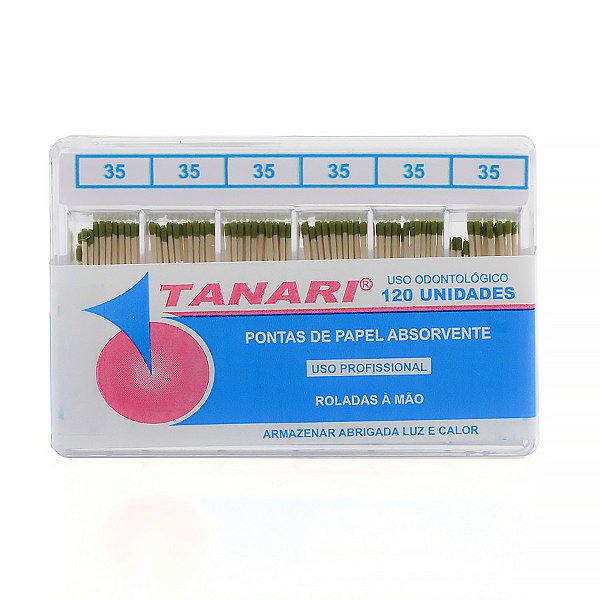 35 35 35 35 35 35
TANARI®
USO ODONTOLÓGICO
120 UNIDADES
PONTAS DE PAPEL ABSORVENTE
USO PROFISSIONAL
ROLADAS À MÃO
ARMAZENAR ABRIGADA LUZ E CALOR